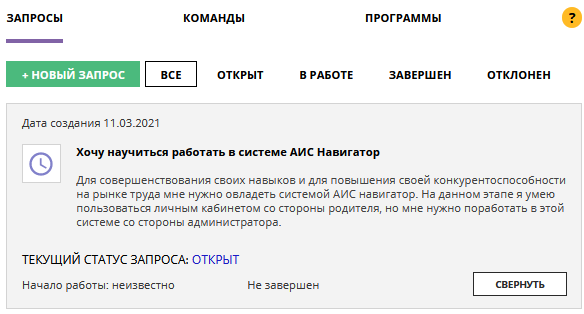 ЗАПРОСЫ КОМАНДЫ ПРОГРАММЫ ?
+ НОВЫЙ ЗАПРОС ВСЕ ОТКРЫТ В РАБОТЕ ЗАВЕРШЕН ОТКЛОНЕН
Дата создания 11.03.2021
Хочу научиться работать в системе АИС Навигатор
Для совершенствования своих навыков и для повышения своей конкурентоспособности
на рынке труда мне нужно овладеть системой АИС навигатор. На данном этапе я умею
пользоваться личным кабинетом со стороны родителя, но мне нужно поработать в этой
системе со стороны администратора.
ТЕКУЩИЙ СТАТУС ЗАПРОСА: ОТКРЫТ
Начало работы: неизвестно Не завершен СВЕРНУТЬ